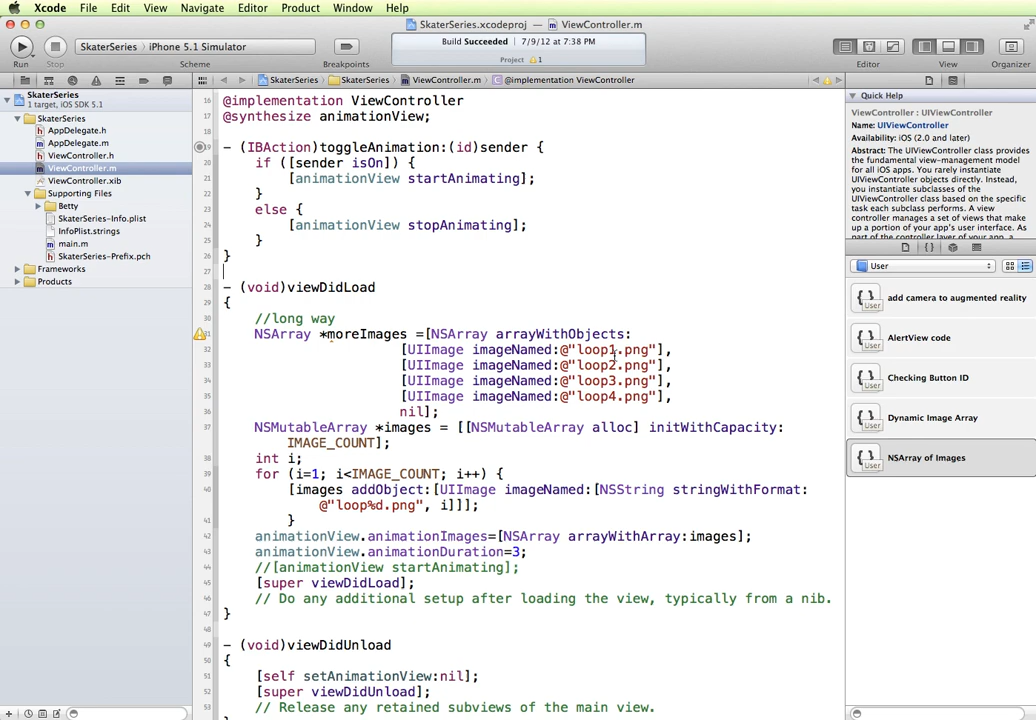 Xcode File Edit View Navigate Editor Product Window Help
SkaterSeries.xcodeproj — ViewController.m
SkaterSeries iPhone 5.1 Simulator
Build Succeeded 7/9/12 at 7:38 PM
Project 1
Run Stop Scheme Breakpoints Editor View Organizer
SkaterSeries SkaterSeries ViewController.m @implementation ViewController
SkaterSeries
1 target, iOS SDK 5.1
SkaterSeries
AppDelegate.h
AppDelegate.m
ViewController.h
ViewController.m
ViewController.xib
Supporting Files
Betty
SkaterSeries-Info.plist
InfoPlist.strings
main.m
SkaterSeries-Prefix.pch
Frameworks
Products
16 @implementation ViewController
17 @synthesize animationView;
18
19 - (IBAction)toggleAnimation:(id)sender {
20 if ([sender isOn]) {
21 [animationView startAnimating];
22 }
23 else {
24 [animationView stopAnimating];
25 }
26 }
27
28 - (void)viewDidLoad
29 {
30 //long way
31 NSArray *moreImages =[NSArray arrayWithObjects:
32 [UIImage imageNamed:@"loop1.png"],
33 [UIImage imageNamed:@"loop2.png"],
34 [UIImage imageNamed:@"loop3.png"],
35 [UIImage imageNamed:@"loop4.png"],
36 nil];
37 NSMutableArray *images = [[NSMutableArray alloc] initWithCapacity:
IMAGE_COUNT];
38 int i;
39 for (i=1; i<IMAGE_COUNT; i++) {
40 [images addObject:[UIImage imageNamed:[NSString stringWithFormat:
@"loop%d.png", i]]];
41 }
42 animationView.animationImages=[NSArray arrayWithArray:images];
43 animationView.animationDuration=3;
44 //[animationView startAnimating];
45 [super viewDidLoad];
46 // Do any additional setup after loading the view, typically from a nib.
47 }
48
49 - (void)viewDidUnload
50 {
51 [self setAnimationView:nil];
52 [super viewDidUnload];
53 // Release any retained subviews of the main view.
Quick Help
ViewController : UIViewController
Name: UIViewController
Availability: iOS (2.0 and later)
Abstract: The UIViewController class provides
the fundamental view-management model
for all iOS apps. You rarely instantiate
UIViewController objects directly. Instead,
you instantiate subclasses of the
UIViewController class based on the specific
task each subclass performs. A view
controller manages a set of views that make
up a portion of your app's user interface. As
part of the controller layer of your app, a
User
{ } User add camera to augmented reality
{ } User AlertView code
{ } User Checking Button ID
{ } User Dynamic Image Array
{ } User NSArray of Images